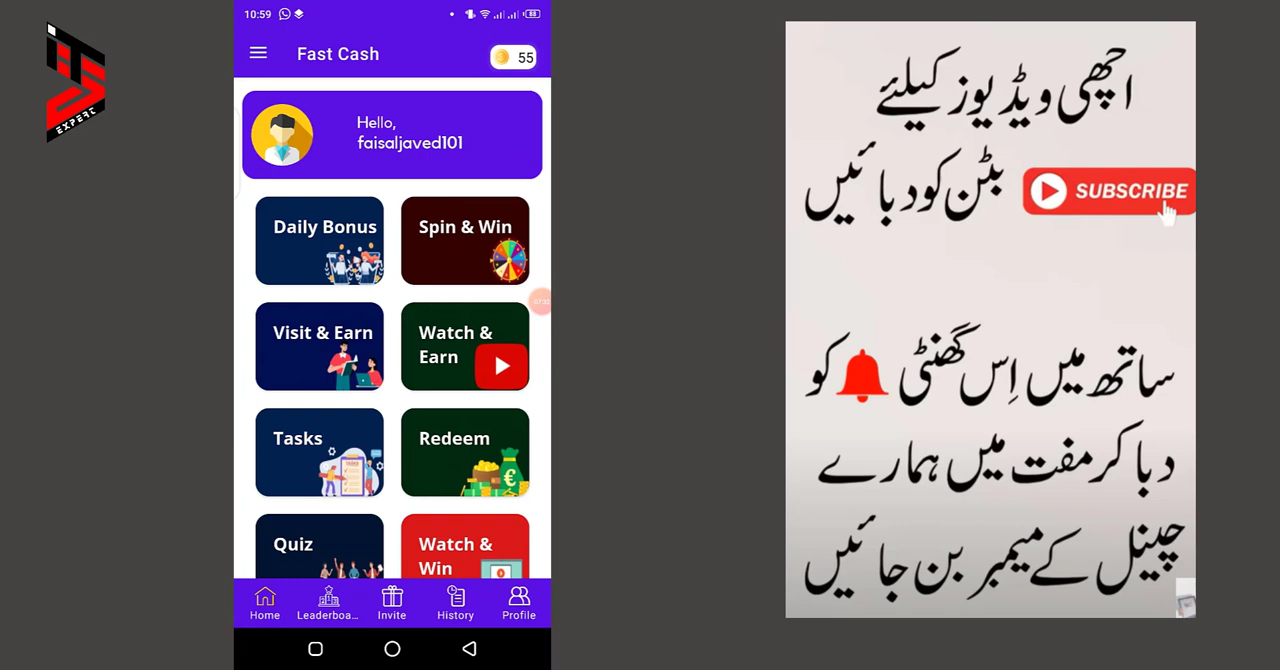 ITS
EXPERT
10:59
88
Fast Cash
55
Hello,
faisaljaved101
Daily Bonus
Spin & Win
Visit & Earn
Watch &
Earn
Tasks
Redeem
Quiz
Watch &
Win
Home
Leaderboa...
Invite
History
Profile
اچھی ویڈیوز کیلئے
SUBSCRIBE بٹن کو دبائیں
ساتھ میں اِس گھنٹی کو
دبا کر مفت میں ہمارے
چینل کے میمبر بن جائیں